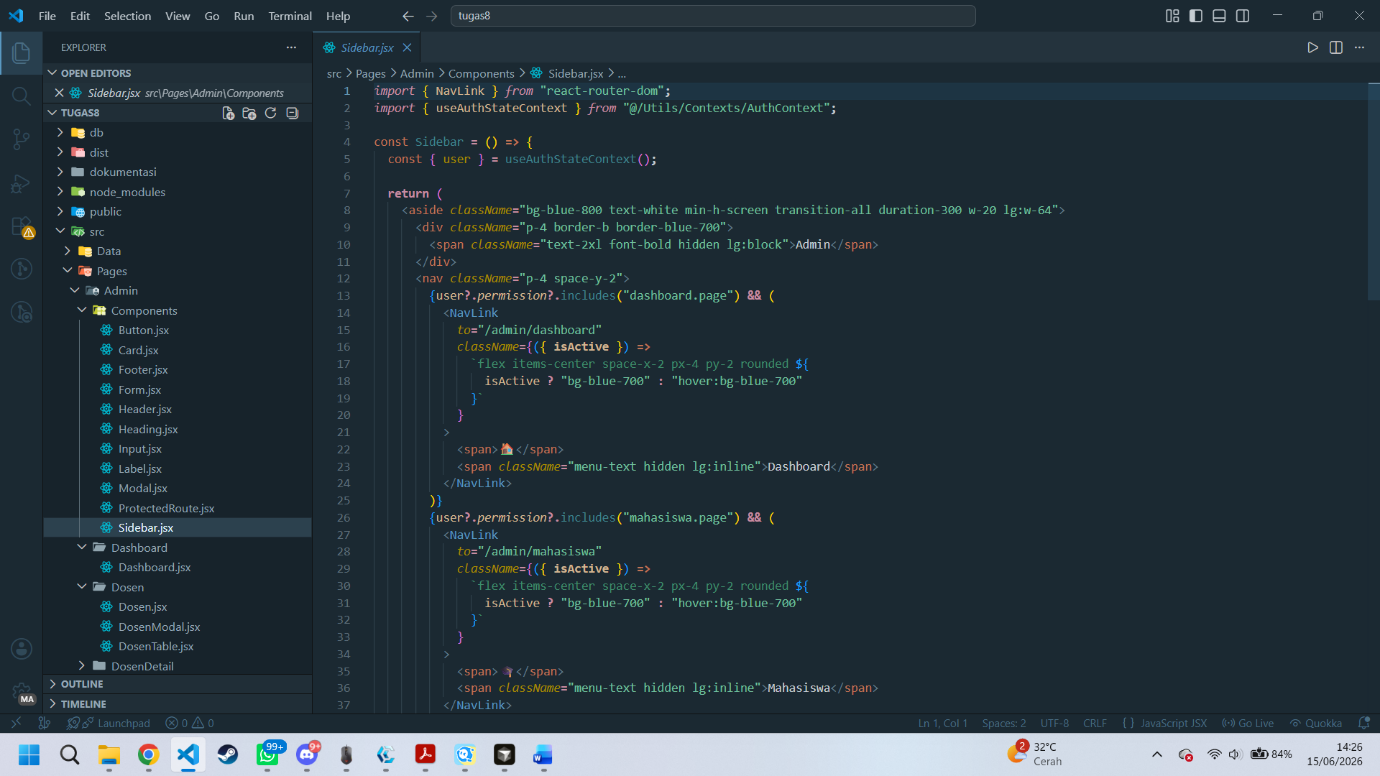 File Edit Selection View Go Run Terminal Help
tugas8
EXPLORER
OPEN EDITORS
Sidebar.jsx src\Pages\Admin\Components
TUGAS8
db
dist
dokumentasi
node_modules
public
src
Data
Pages
Admin
Components
Button.jsx
Card.jsx
Footer.jsx
Form.jsx
Header.jsx
Heading.jsx
Input.jsx
Label.jsx
Modal.jsx
ProtectedRoute.jsx
Sidebar.jsx
Dashboard
Dashboard.jsx
Dosen
Dosen.jsx
DosenModal.jsx
DosenTable.jsx
DosenDetail
OUTLINE
TIMELINE
MA
Sidebar.jsx
src > Pages > Admin > Components > Sidebar.jsx > ...
1 import { NavLink } from "react-router-dom";
2 import { useAuthStateContext } from "@/Utils/Contexts/AuthContext";
3
4 const Sidebar = () => {
5 const { user } = useAuthStateContext();
6
7 return (
8 <aside className="bg-blue-800 text-white min-h-screen transition-all duration-300 w-20 lg:w-64">
9 <div className="p-4 border-b border-blue-700">
10 <span className="text-2xl font-bold hidden lg:block">Admin</span>
11 </div>
12 <nav className="p-4 space-y-2">
13 {user?.permission?.includes("dashboard.page") && (
14 <NavLink
15 to="/admin/dashboard"
16 className={({ isActive }) =>
17 `flex items-center space-x-2 px-4 py-2 rounded ${
18 isActive ? "bg-blue-700" : "hover:bg-blue-700"
19 }`
20 }
21 >
22 <span>🏠</span>
23 <span className="menu-text hidden lg:inline">Dashboard</span>
24 </NavLink>
25 )}
26 {user?.permission?.includes("mahasiswa.page") && (
27 <NavLink
28 to="/admin/mahasiswa"
29 className={({ isActive }) =>
30 `flex items-center space-x-2 px-4 py-2 rounded ${
31 isActive ? "bg-blue-700" : "hover:bg-blue-700"
32 }`
33 }
34 >
35 <span>🎓</span>
36 <span className="menu-text hidden lg:inline">Mahasiswa</span>
37 </NavLink>
Launchpad 0 0
Ln 1, Col 1 Spaces: 2 UTF-8 CRLF { } JavaScript JSX Go Live Quokka
99+ 9+
2 32°C
Cerah
84%
14:26
15/06/2026